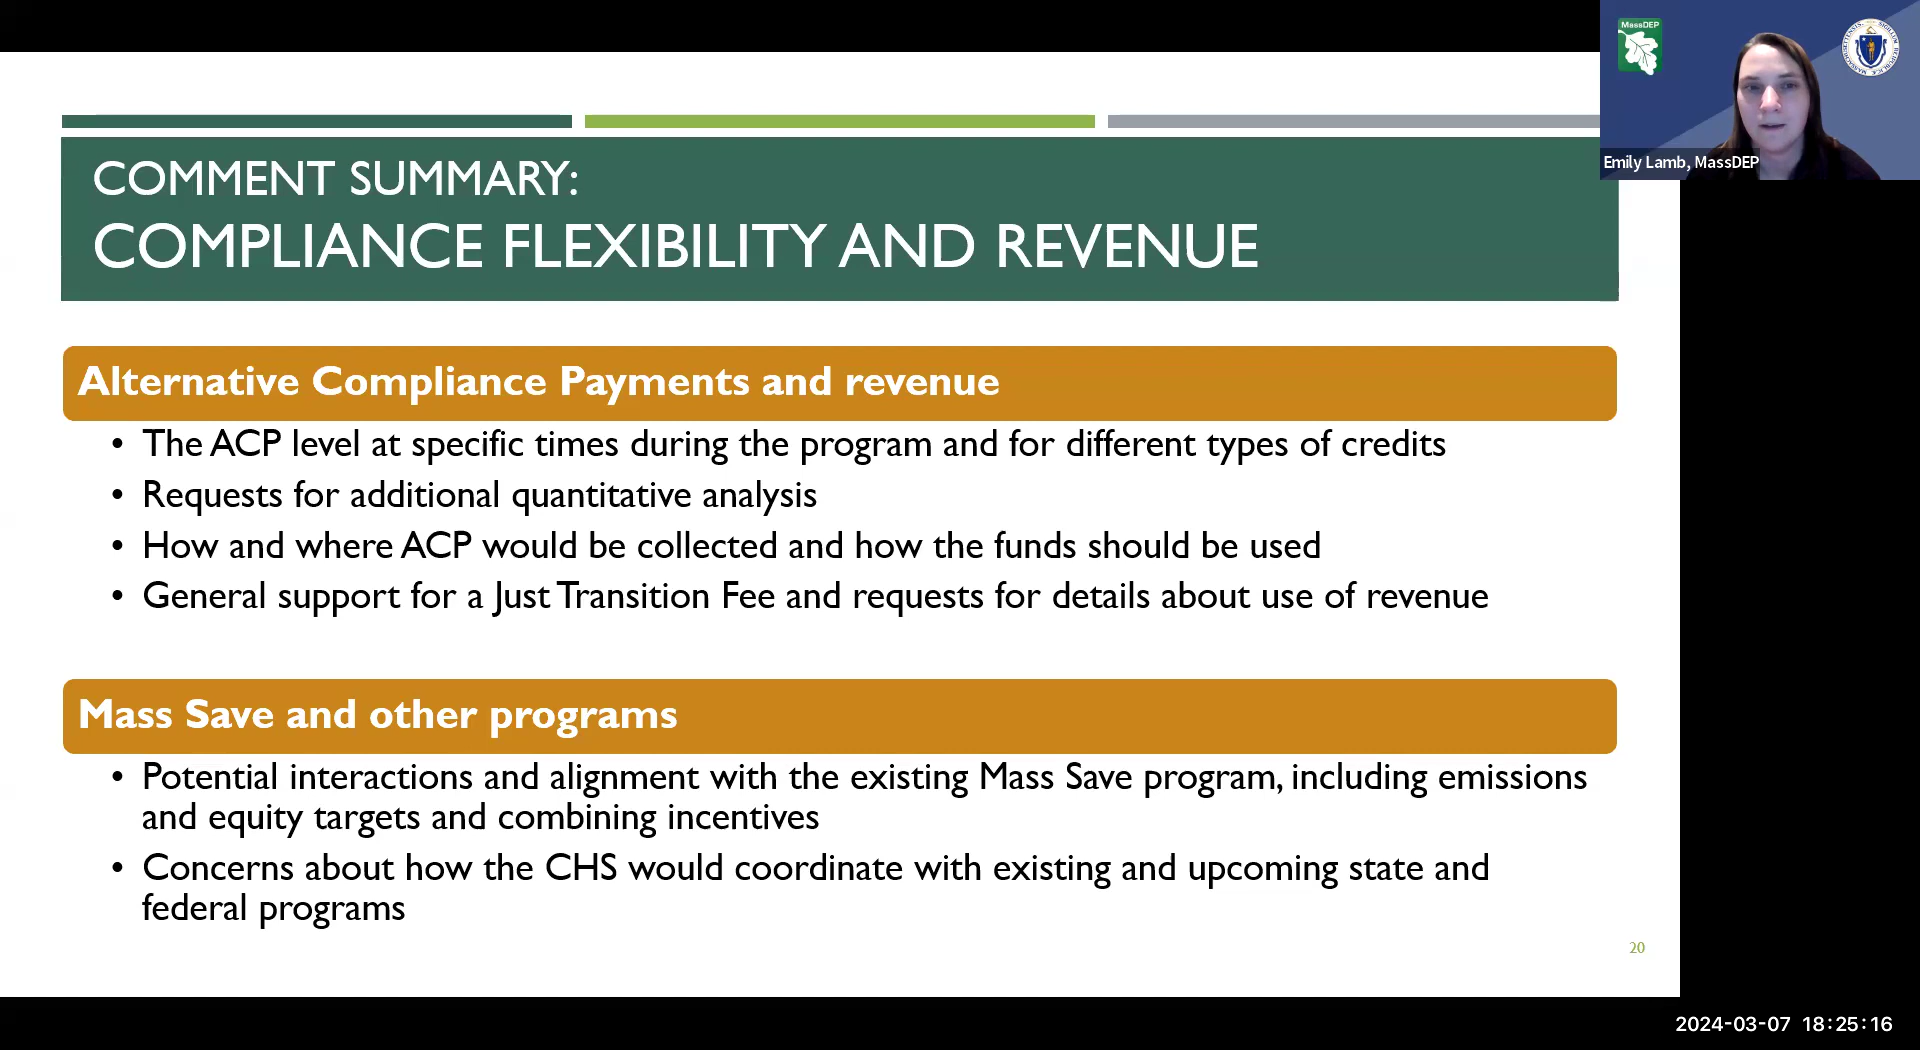 MassDEP
Emily Lamb, MassDEP
COMMENT SUMMARY:
COMPLIANCE FLEXIBILITY AND REVENUE
Alternative Compliance Payments and revenue
• The ACP level at specific times during the program and for different types of credits
• Requests for additional quantitative analysis
• How and where ACP would be collected and how the funds should be used
• General support for a Just Transition Fee and requests for details about use of revenue
Mass Save and other programs
• Potential interactions and alignment with the existing Mass Save program, including emissions
and equity targets and combining incentives
• Concerns about how the CHS would coordinate with existing and upcoming state and
federal programs
20
2024-03-07 18:25:16